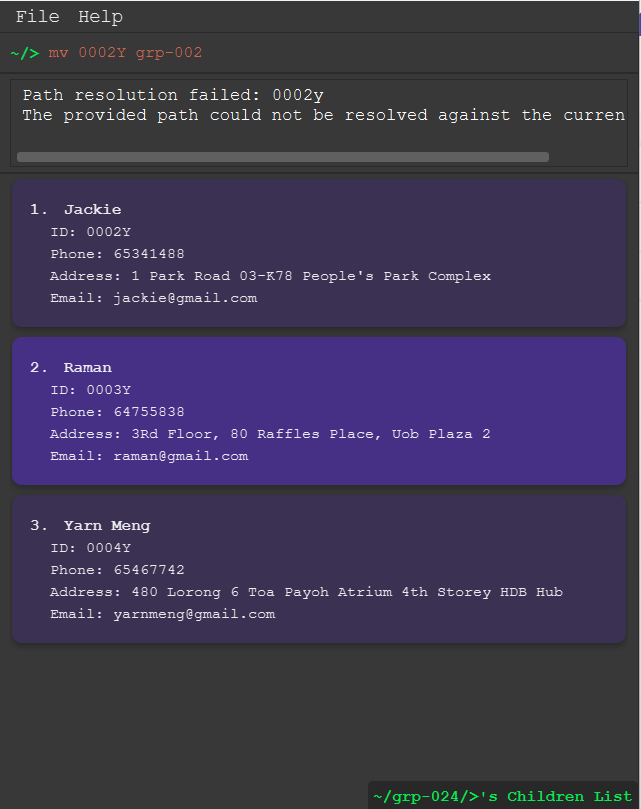 File Help
~/> mv 0002Y grp-002
Path resolution failed: 0002y
The provided path could not be resolved against the curren
1. Jackie
ID: 0002Y
Phone: 65341488
Address: 1 Park Road 03-K78 People's Park Complex
Email: jackie@gmail.com
2. Raman
ID: 0003Y
Phone: 64755838
Address: 3Rd Floor, 80 Raffles Place, Uob Plaza 2
Email: raman@gmail.com
3. Yarn Meng
ID: 0004Y
Phone: 65467742
Address: 480 Lorong 6 Toa Payoh Atrium 4th Storey HDB Hub
Email: yarnmeng@gmail.com
~/grp-024/>'s Children List